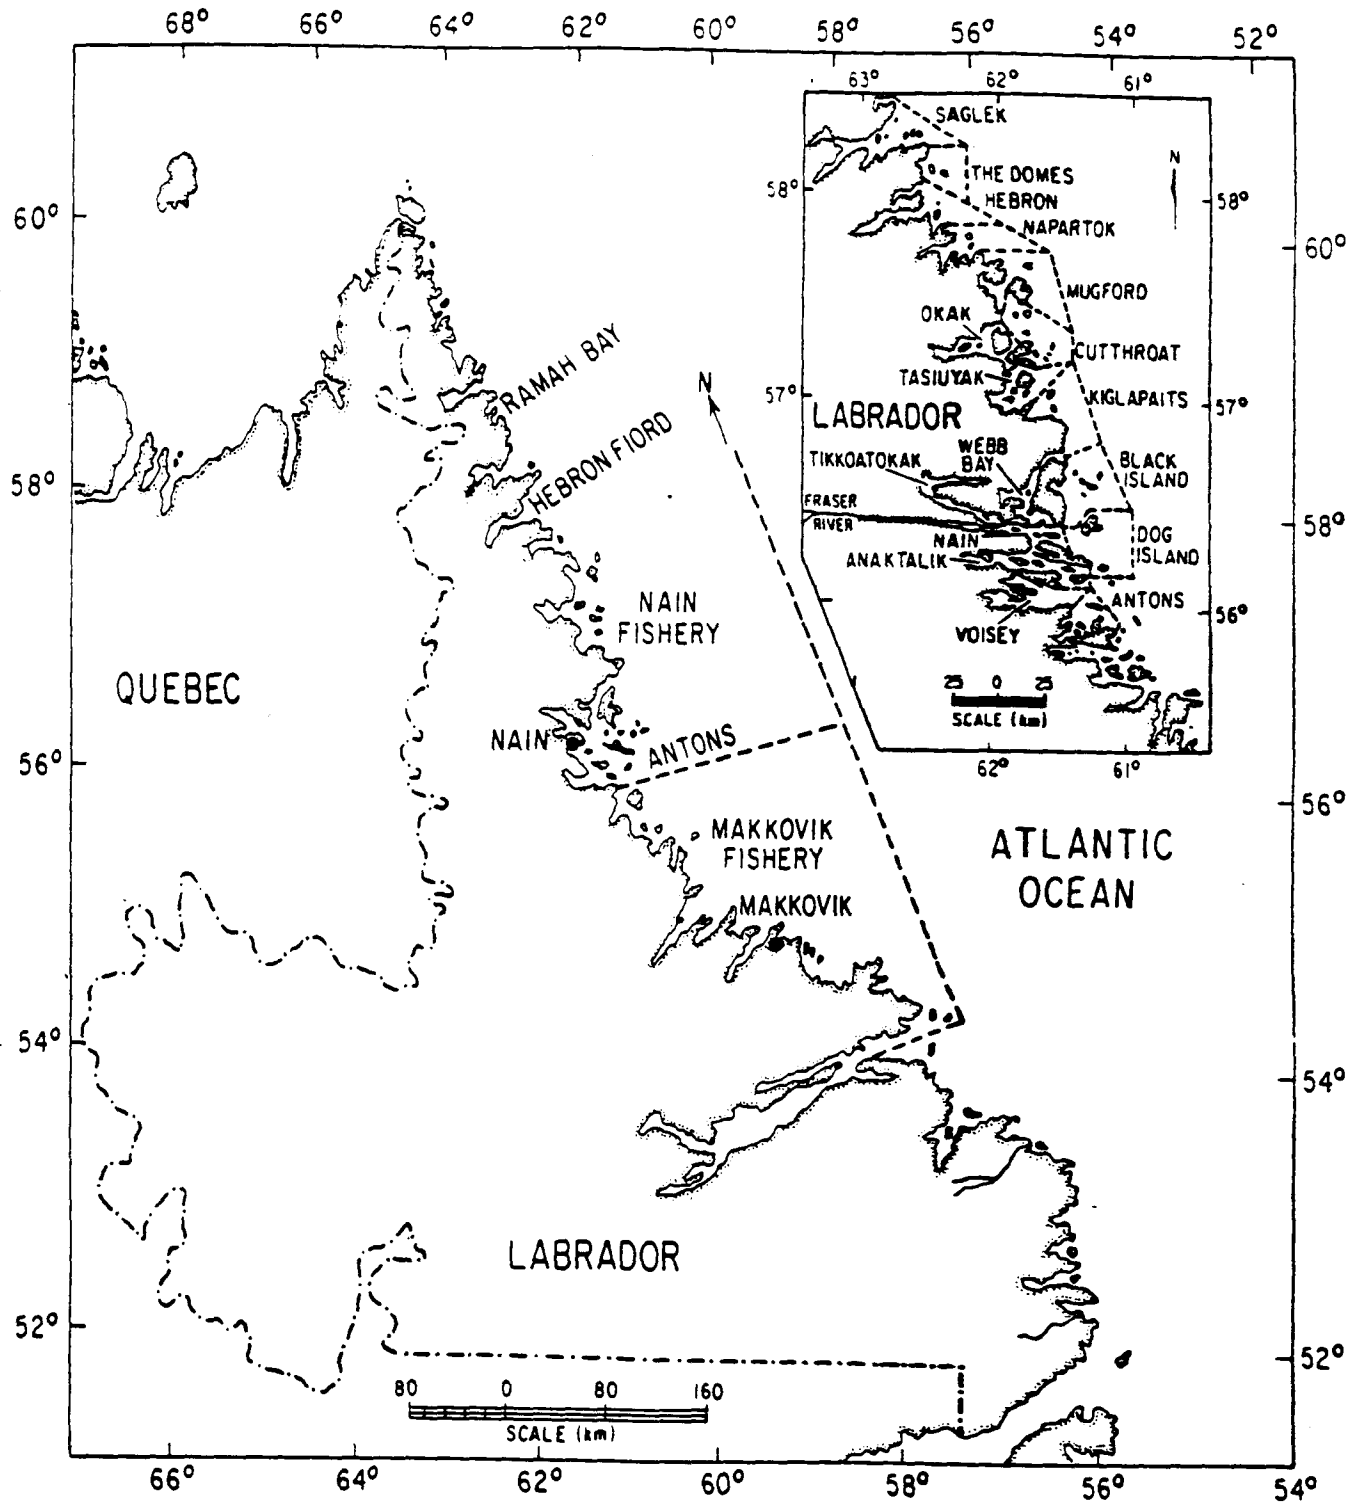 68° 66° 64° 62° 60° 58° 56° 54° 52°
63° 62° 61°
SAGLEK
N
THE DOMES
58° 58°
HEBRON
NAPARTOK
60° 60°
MUGFORD
OKAK
CUTTHROAT
TASIUYAK
KIGLAPAITS
57° 57°
LABRADOR
WEBB
BAY
TIKKOATOKAK
BLACK
ISLAND
FRASER
RIVER
NAIN
DOG
ISLAND
ANAKTALIK
ANTONS
56°
VOISEY
25 0 25
SCALE (km)
62° 61°
RAMAH BAY
N
HEBRON FIORD
58° 58°
NAIN
FISHERY
QUEBEC
NAIN
ANTONS
56° 56°
MAKKOVIK
FISHERY
ATLANTIC
OCEAN
MAKKOVIK
54° 54°
LABRADOR
52° 52°
80 0 80 160
SCALE (km)
66° 64° 62° 60° 58° 56° 54°